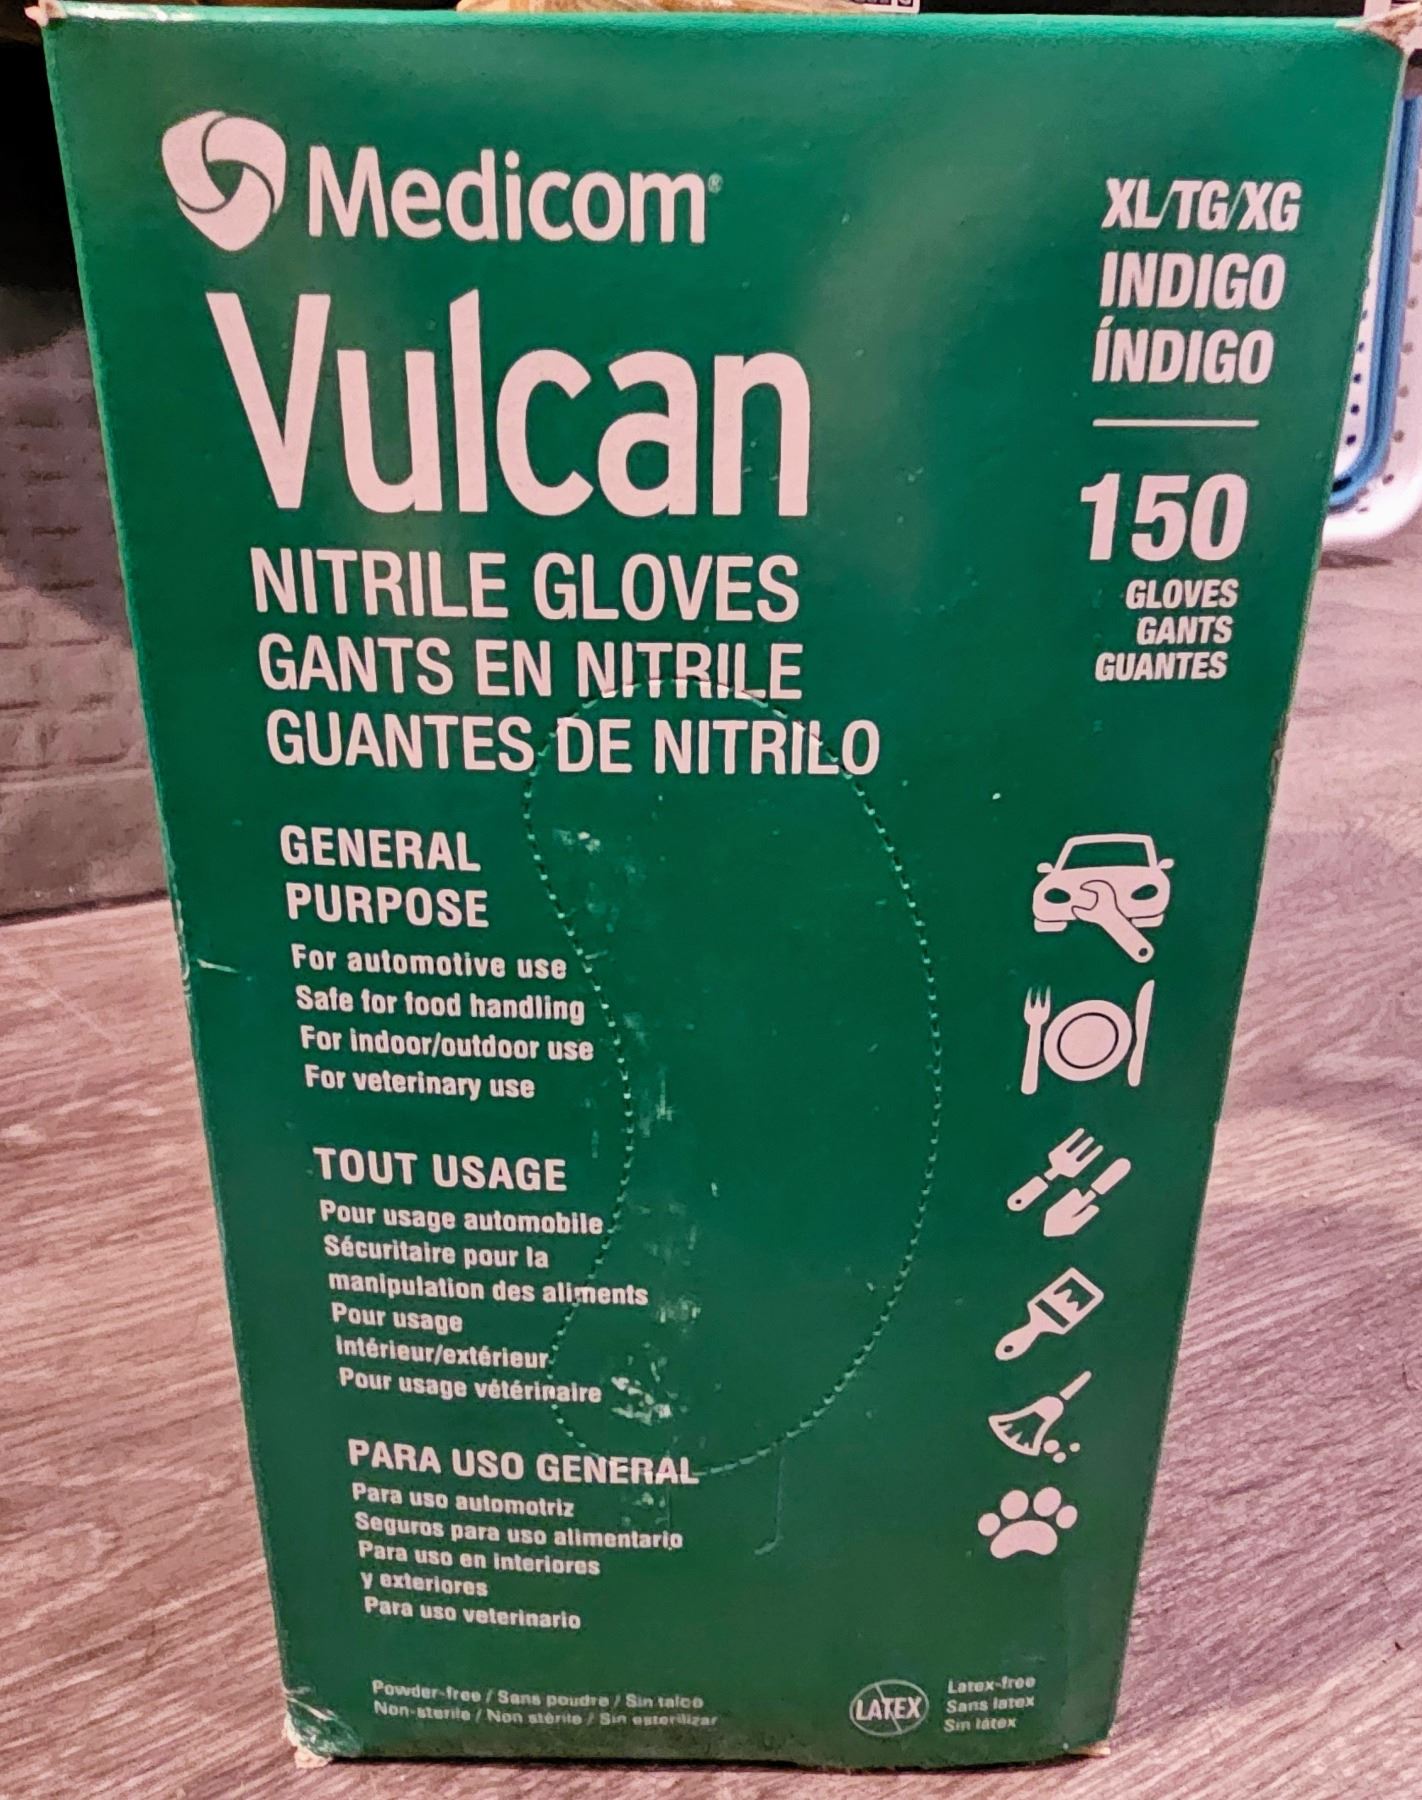 Medicom®
Vulcan
NITRILE GLOVES
GANTS EN NITRILE
GUANTES DE NITRILO
XL/TG/XG
INDIGO
ÍNDIGO
150
GLOVES
GANTS
GUANTES
GENERAL
PURPOSE
For automotive use
Safe for food handling
For indoor/outdoor use
For veterinary use
TOUT USAGE
Pour usage automobile
Sécuritaire pour la
manipulation des aliments
Pour usage
intérieur/extérieur
Pour usage vétérinaire
PARA USO GENERAL
Para uso automotriz
Seguros para uso alimentario
Para uso en interiores
y exteriores
Para uso veterinario
Powder-free / Sans poudre / Sin talco
Non-sterile / Non stérile / Sin esterilizar
LATEX
Latex-free
Sans latex
Sin látex